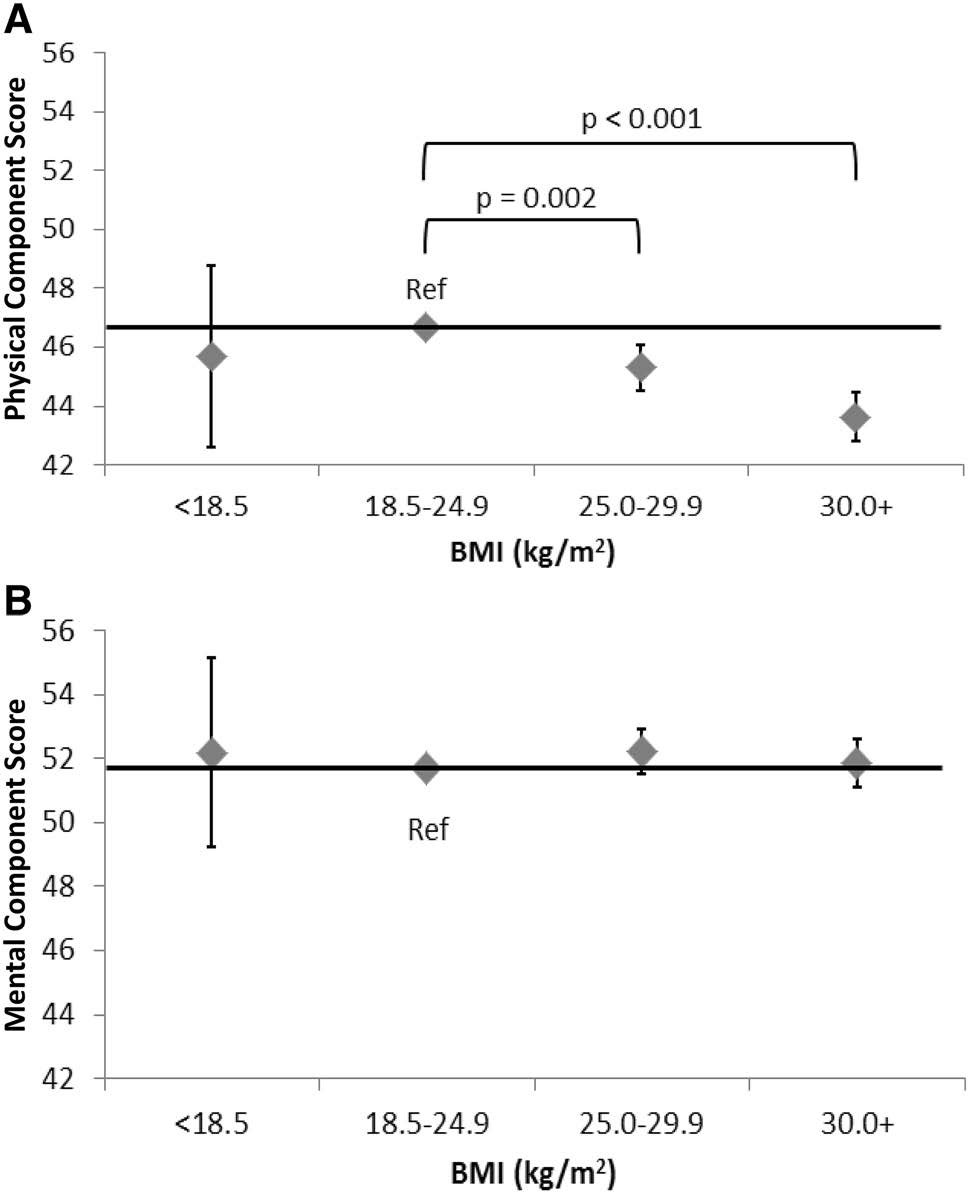 A
Physical Component Score
56
54
52
50
48
46
44
42
p < 0.001
p = 0.002
Ref
<18.5 18.5-24.9 25.0-29.9 30.0+
BMI (kg/m²)
B
Mental Component Score
56
54
52
50
48
46
44
42
Ref
<18.5 18.5-24.9 25.0-29.9 30.0+
BMI (kg/m²)